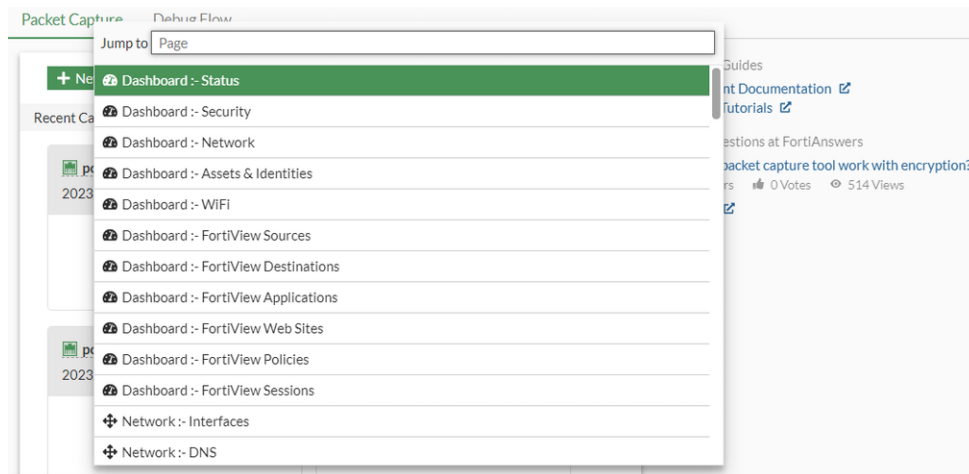 Packet Capture Debug Flow
Jump to Page
Guides
Dashboard :- Status
nt Documentation
Recent Ca
Dashboard :- Security
Tutorials
Dashboard :- Network
estions at FortiAnswers
Dashboard :- Assets & Identities
packet capture tool work with encryption?
2023
Dashboard :- WiFi
rs 0 Votes 514 Views
Dashboard :- FortiView Sources
Dashboard :- FortiView Destinations
Dashboard :- FortiView Applications
Dashboard :- FortiView Web Sites
Dashboard :- FortiView Policies
2023
Dashboard :- FortiView Sessions
Network :- Interfaces
Network :- DNS